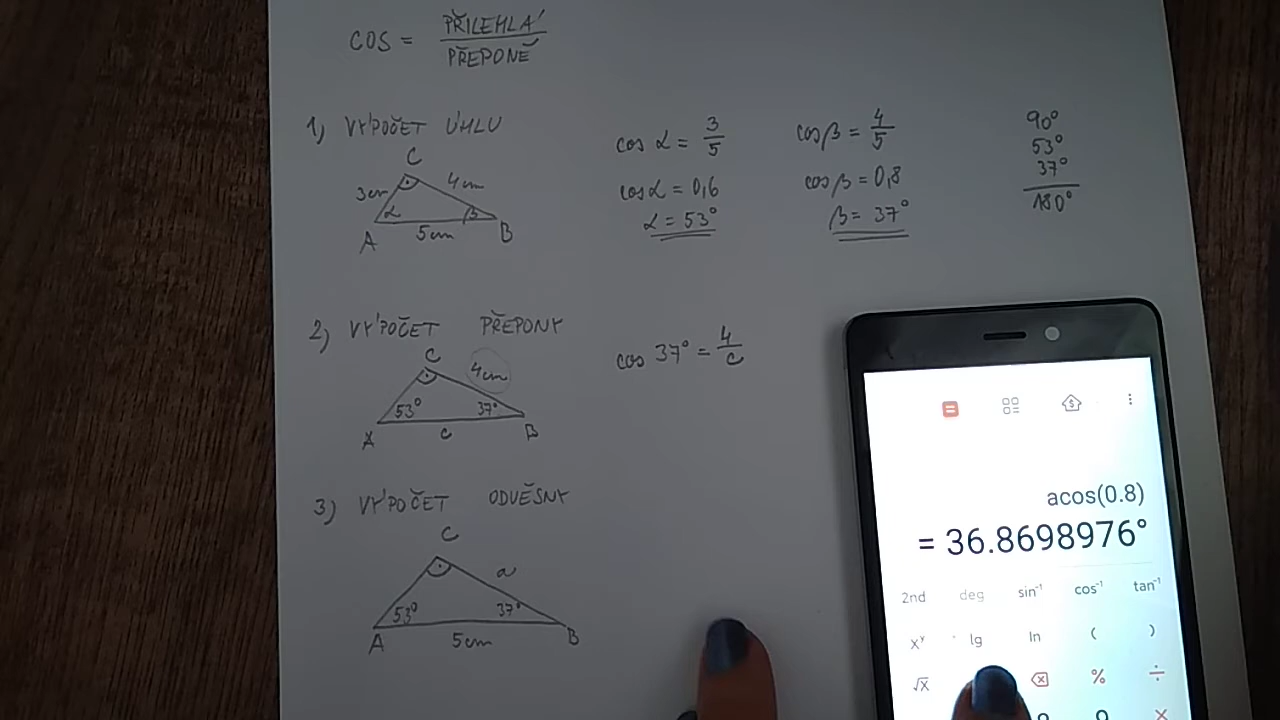 COS = PŘILEHLÁ
PŘEPONĚ
1) VÝPOČET ÚHLU
C
3cm
4cm
α
β
A
5cm
B
cos α = 3/5
cos α = 0,6
α = 53°
cos β = 4/5
cos β = 0,8
β = 37°
90°
53°
37°
180°
2) VÝPOČET PŘEPONY
C
4cm
53°
37°
A
c
B
cos 37° = 4/c
3) VÝPOČET ODVĚSNY
C
a
53°
37°
A
5cm
B
acos(0.8)
= 36.8698976°
2nd deg sin⁻¹ cos⁻¹ tan⁻¹
Xʸ lg ln ( )
√x % ÷